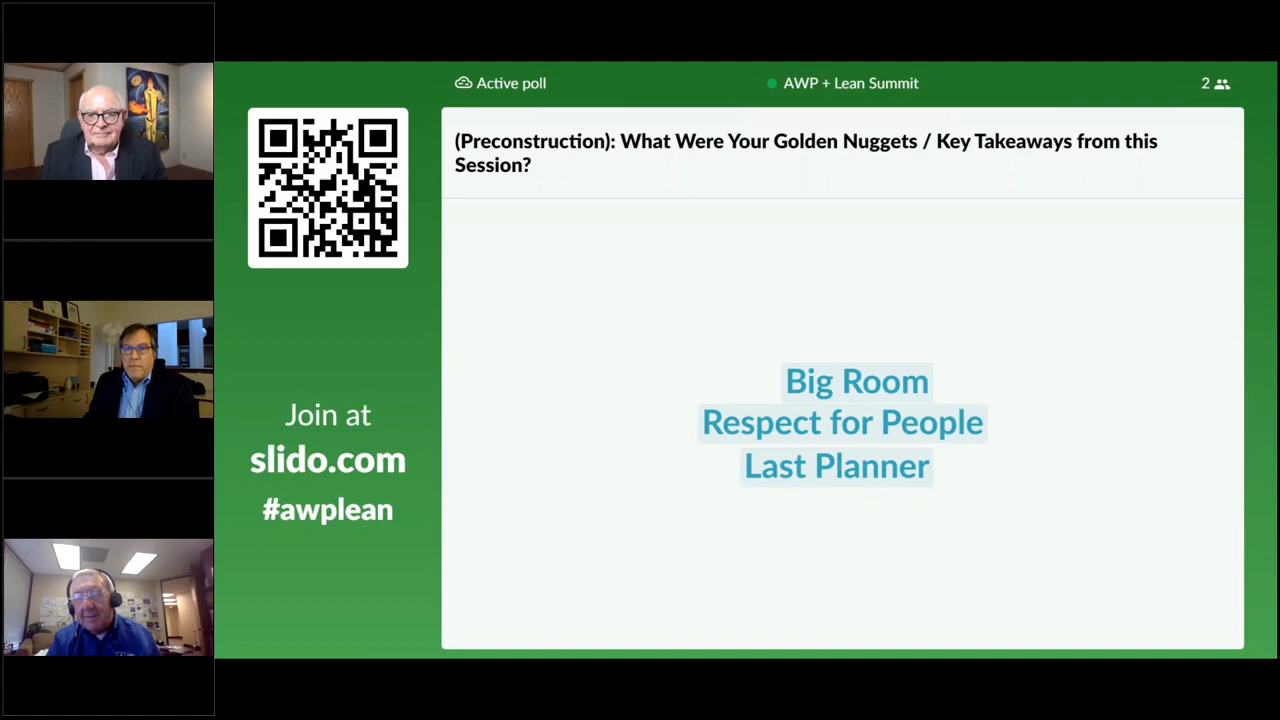 Active poll
AWP + Lean Summit
2
(Preconstruction): What Were Your Golden Nuggets / Key Takeaways from this
Session?
Big Room
Respect for People
Last Planner
Join at
slido.com
#awplean